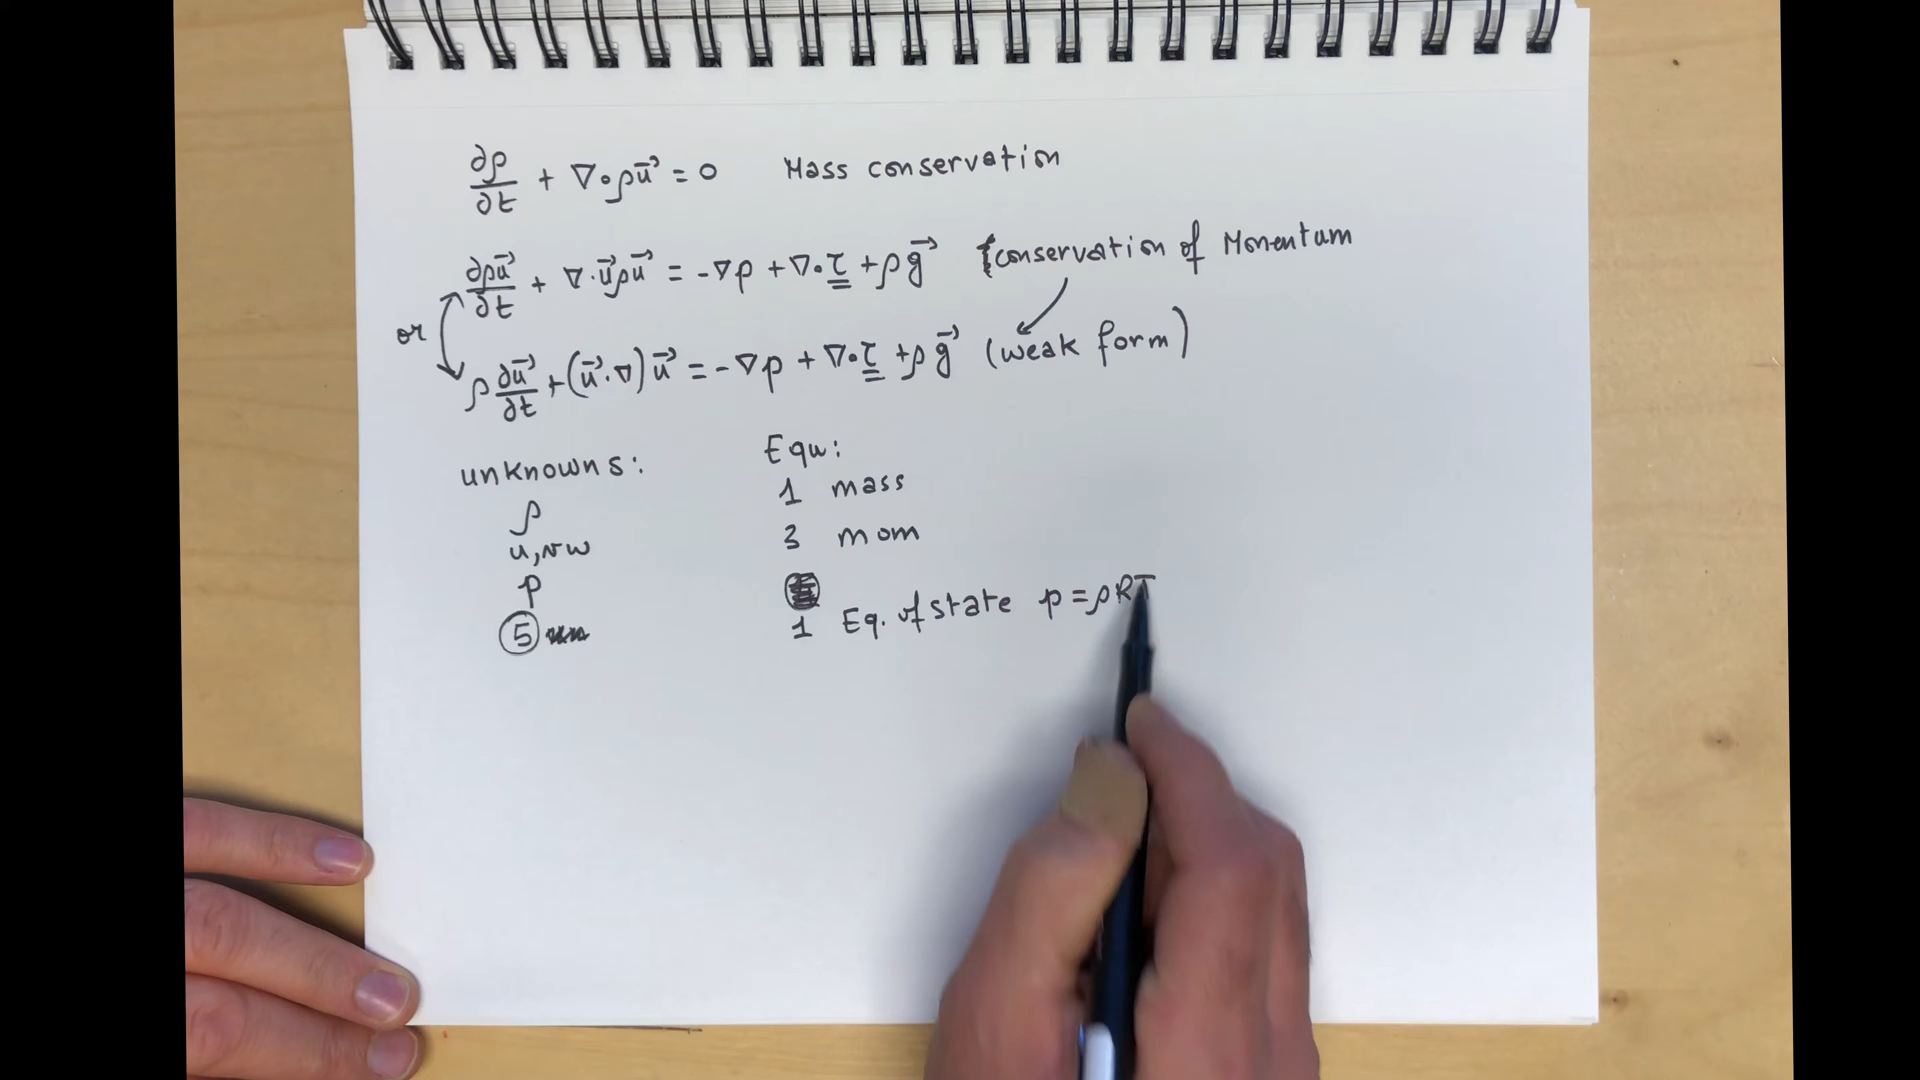 ∂ρ/∂t + ∇∘ρu⃗ = 0 Mass conservation
∂ρu⃗/∂t + ∇·u⃗ρu⃗ = -∇p + ∇·τ̳ + ρg⃗ (conservation of Momentum
or
ρ ∂u⃗/∂t + (u⃗·∇)u⃗ = -∇p + ∇·τ̳ + ρg⃗ (weak form)
unknowns: Equ:
ρ 1 mass
u,v w 3 mom
p
5 1 Eq. of state p = ρRT